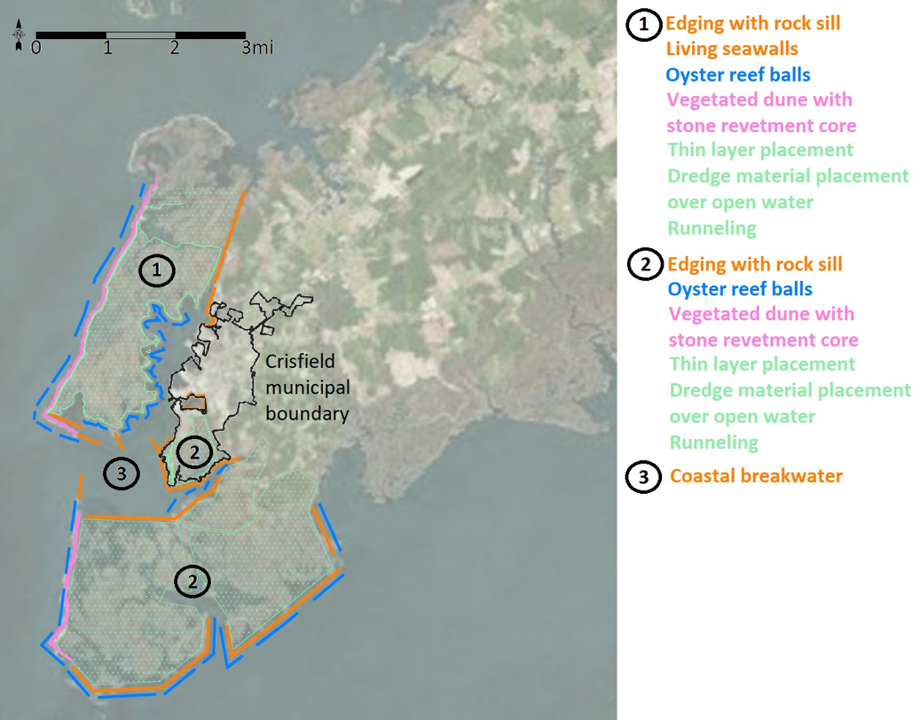 0 1 2 3mi
1
Crisfield
municipal
boundary
2
3
2
1 Edging with rock sill
Living seawalls
Oyster reef balls
Vegetated dune with
stone revetment core
Thin layer placement
Dredge material placement
over open water
Runneling
2 Edging with rock sill
Oyster reef balls
Vegetated dune with
stone revetment core
Thin layer placement
Dredge material placement
over open water
Runneling
3 Coastal breakwater